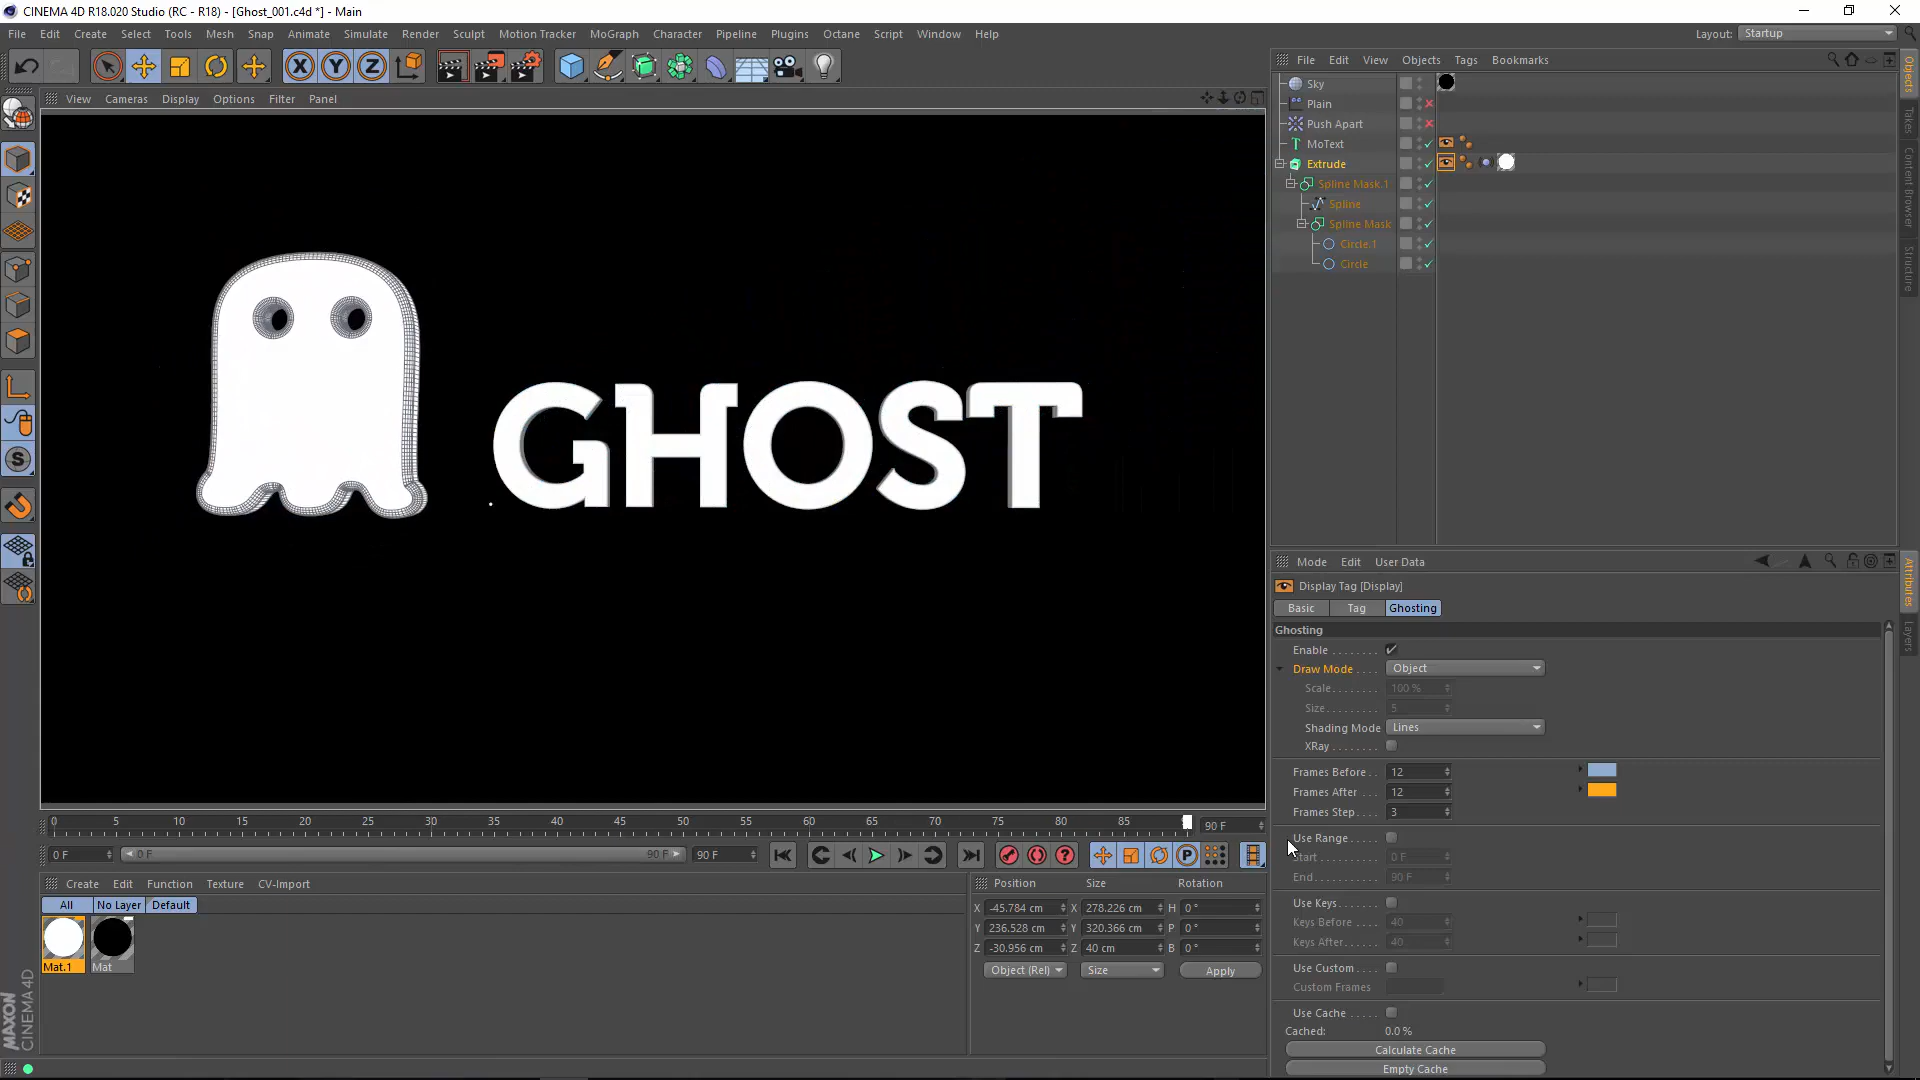 CINEMA 4D R18.020 Studio (RC - R18) - [Ghost_001.c4d *] - Main
File Edit Create Select Tools Mesh Snap Animate Simulate Render Sculpt Motion Tracker MoGraph Character Pipeline Plugins Octane Script Window Help
Layout: Startup
X Y Z
File Edit View Objects Tags Bookmarks
View Cameras Display Options Filter Panel
Sky
Plain
Push Apart
MoText
Extrude
Spline Mask.1
Spline
Spline Mask
Circle.1
Circle
Objects
Takes
Content Browser
Structure
GHOST
S
Mode Edit User Data
Display Tag [Display]
Basic Tag Ghosting
Ghosting
Enable
Draw Mode Object
Scale 100 %
Size 5
Shading Mode Lines
XRay
Frames Before 12
Frames After 12
Frames Step 3
Use Range
Start 0 F
End 90 F
Use Keys
Keys Before 40
Keys After 40
Use Custom
Custom Frames
Use Cache
Cached: 0.0 %
Calculate Cache
Empty Cache
Attributes
Layers
0 5 10 15 20 25 30 35 40 45 50 55 60 65 70 75 80 85
90 F
0 F 0 F 90 F 90 F
P
Create Edit Function Texture CV-Import
All No Layer Default
Mat.1 Mat
Position Size Rotation
X -45.784 cm X 278.226 cm H 0 °
Y 236.528 cm Y 320.366 cm P 0 °
Z -30.956 cm Z 40 cm B 0 °
Object (Rel) Size Apply
MAXON
CINEMA 4D